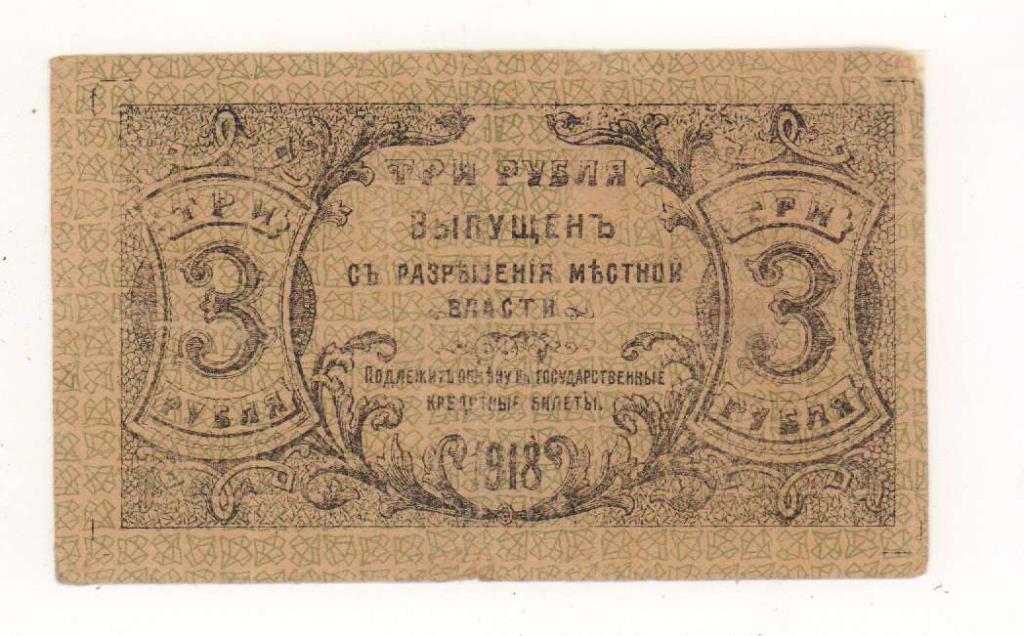 ТРИ РУБЛЯ
ВЫПУЩЕНЪ
СЪ РАЗРѢШЕНІЯ МѢСТНОЙ
ВЛАСТИ
ПОДЛЕЖИТЪ ОБМѢНУ НА ГОСУДАРСТВЕННЫЕ
КРЕДИТНЫЕ БИЛЕТЫ.
1918
ТРИ
3
РУБЛЯ
ТРИ
3
РУБЛЯ